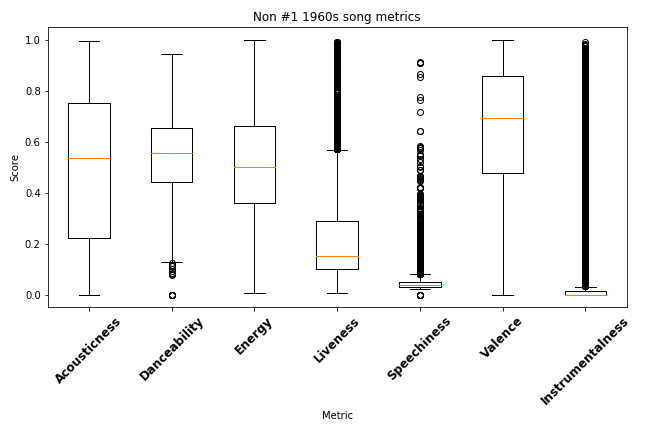 Non #1 1960s song metrics
1.0
0.8
0.6
0.4
0.2
0.0
Score
Acousticness
Danceability
Energy
Liveness
Speechiness
Valence
Instrumentalness
Metric